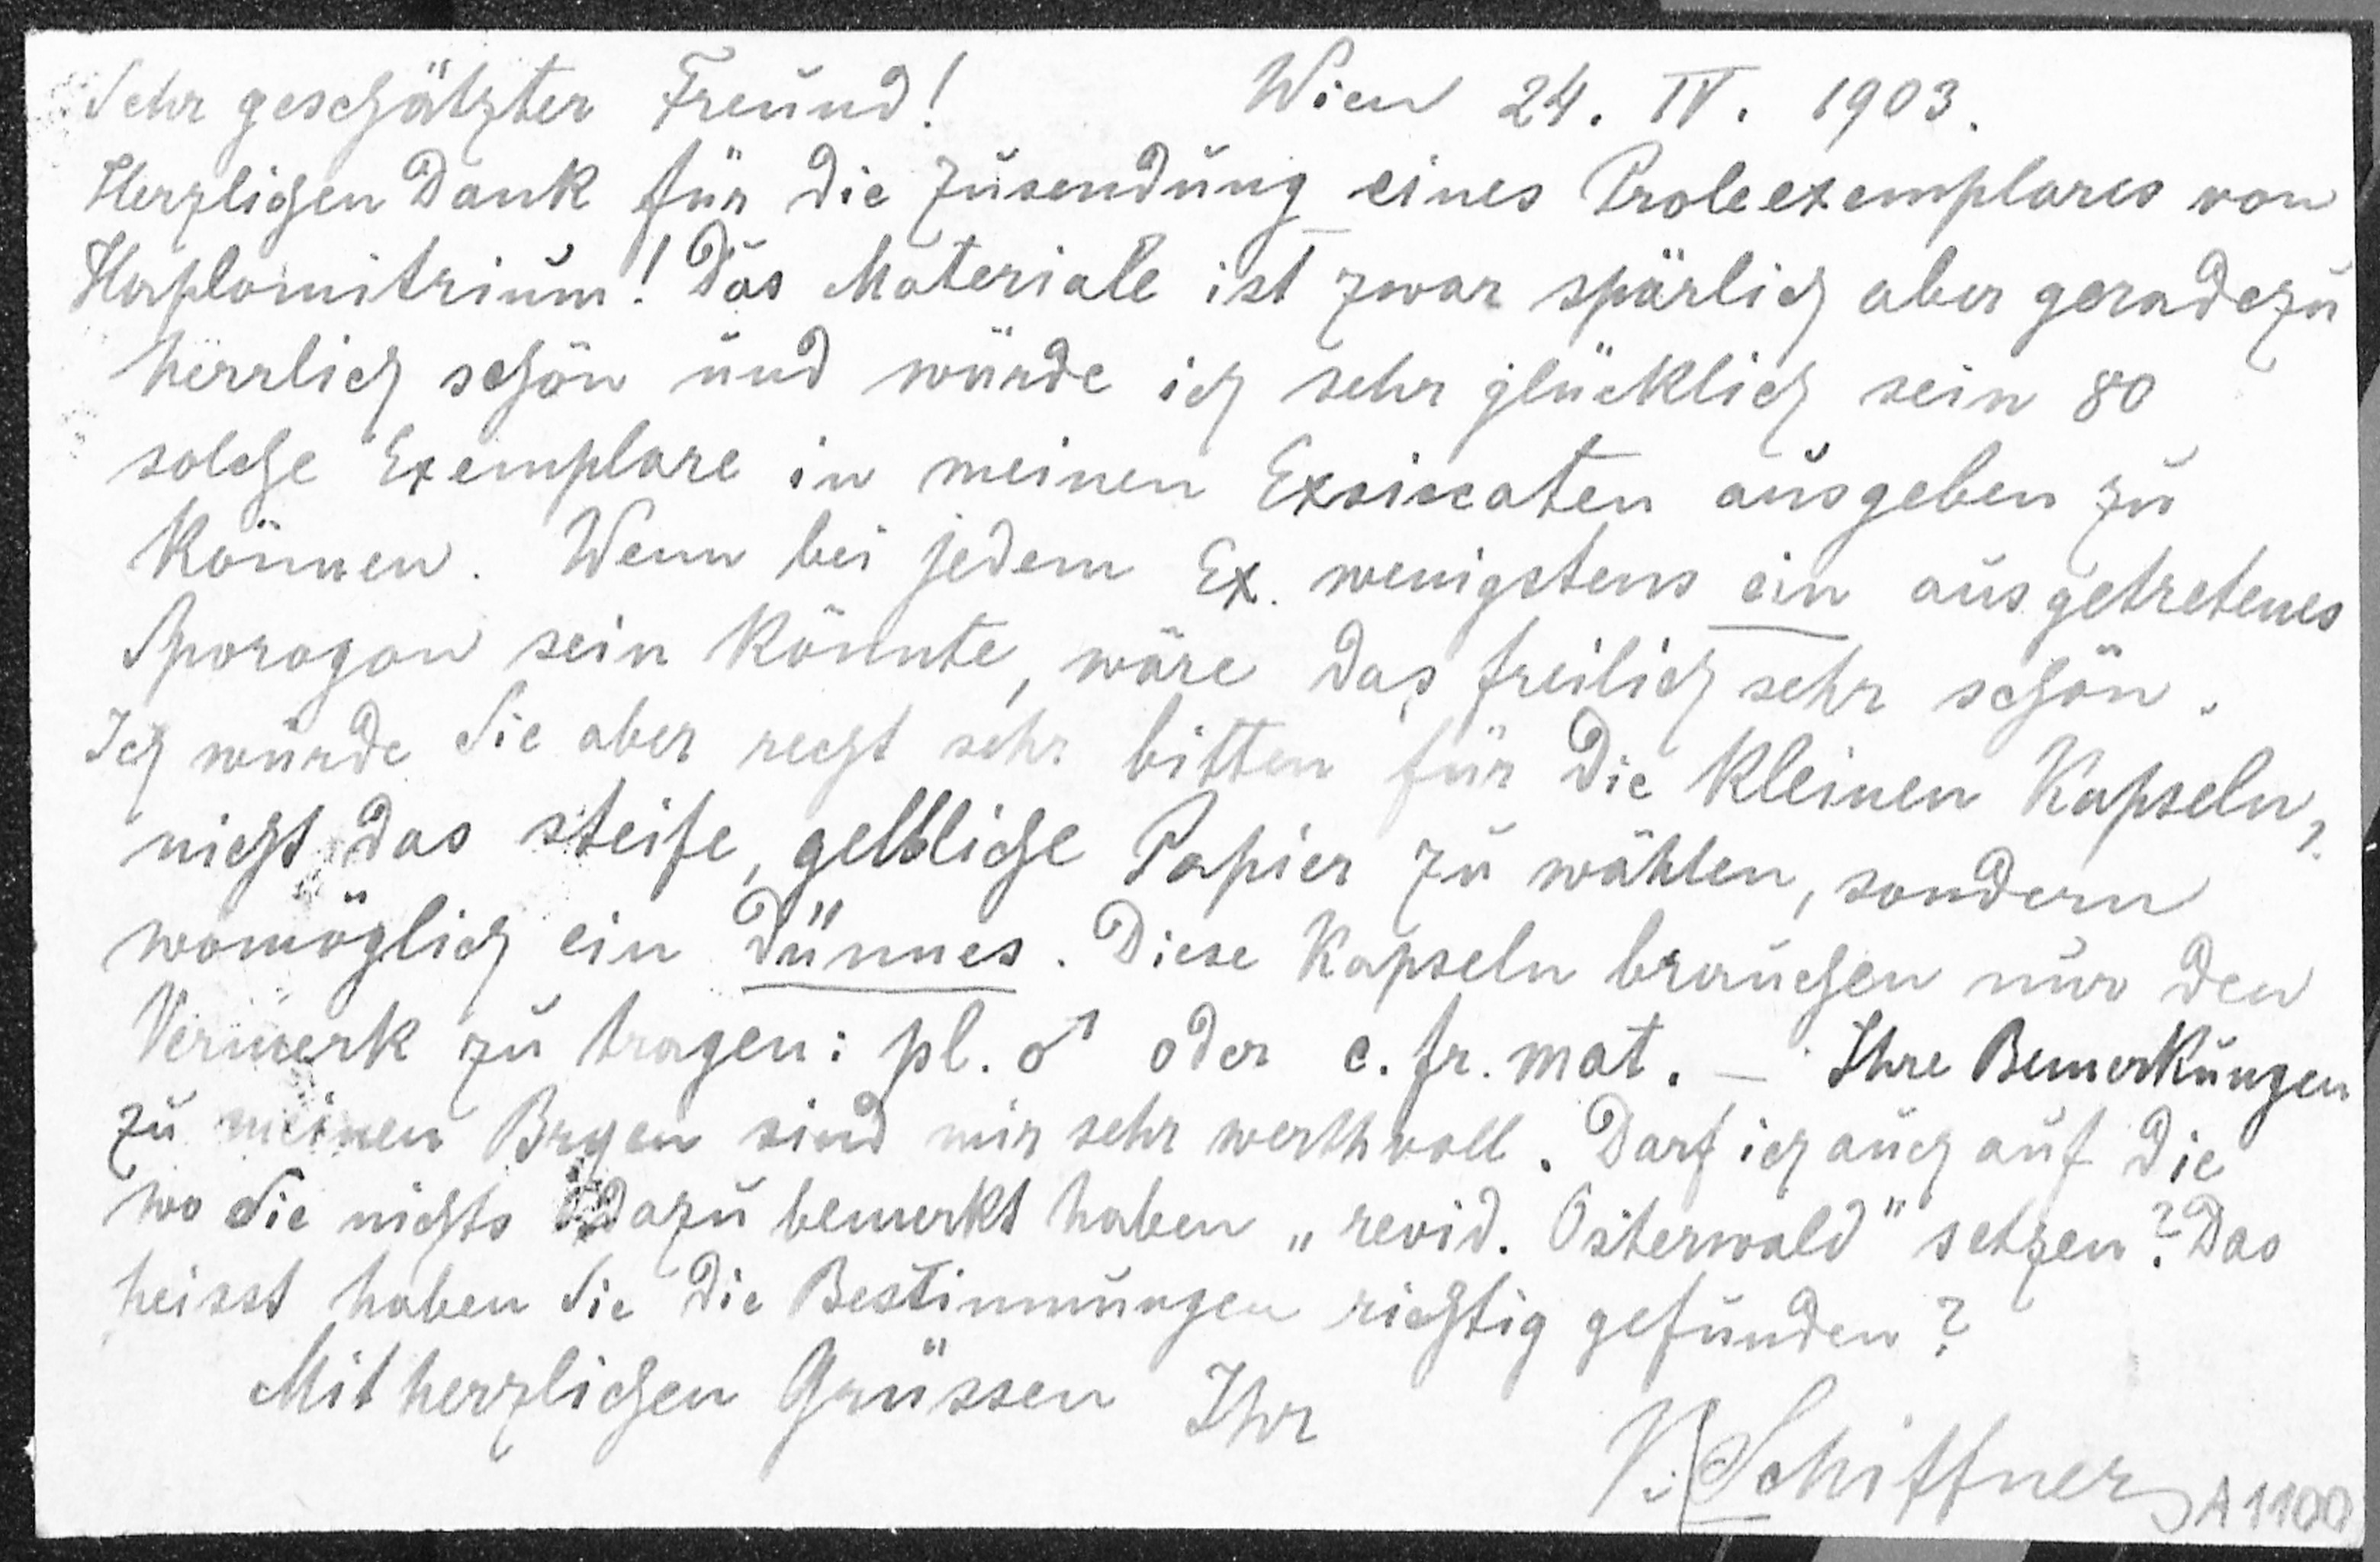 Sehr geschätzter Freund! Wien 24. IV. 1903.
Herzlichen Dank für die Zusendung eines Probeexemplares von
Haplomitrium! Das Materiale ist zwar spärlich aber geradezu
herrlich schön und würde ich sehr glücklich sein 80
solche Exemplare in meinen Exsiccaten ausgeben zu
können. Wenn bei jedem Ex. wenigstens ein ausgetretenes
Sporogon sein könnte, wäre das freilich sehr schön.
Ich würde Sie aber recht sehr bitten für die kleinen Kapseln,
nicht das steife, gelbliche Papier zu wählen, sondern
womöglich ein dünnes. Diese Kapseln brauchen nur den
Vermerk zu tragen: pl. ♂ oder c. fr. mat. — Ihre Bemerkungen
zu meinen Bryen sind mir sehr werthvoll. Darf ich auch auf die
wo Sie nichts dazu bemerkt haben „revid. Osterwald" setzen? Das
heisst haben Sie die Bestimmungen richtig gefunden?
Mit herzlichen Grüssen Ihr
V. Schiffner
A1100